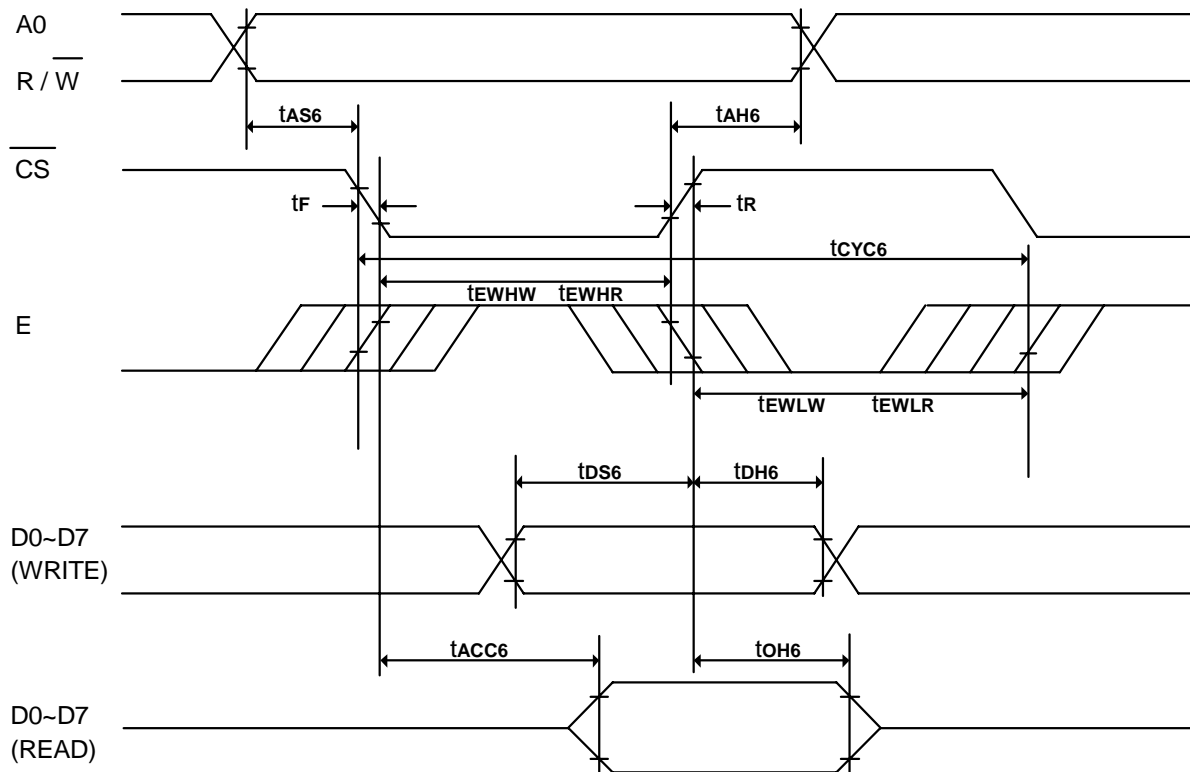 A0
R / W
tAS6
tAH6
CS
tF
tR
tCYC6
tEWHW tEWHR
E
tEWLW tEWLR
tDS6
tDH6
D0~D7
(WRITE)
tACC6
tOH6
D0~D7
(READ)